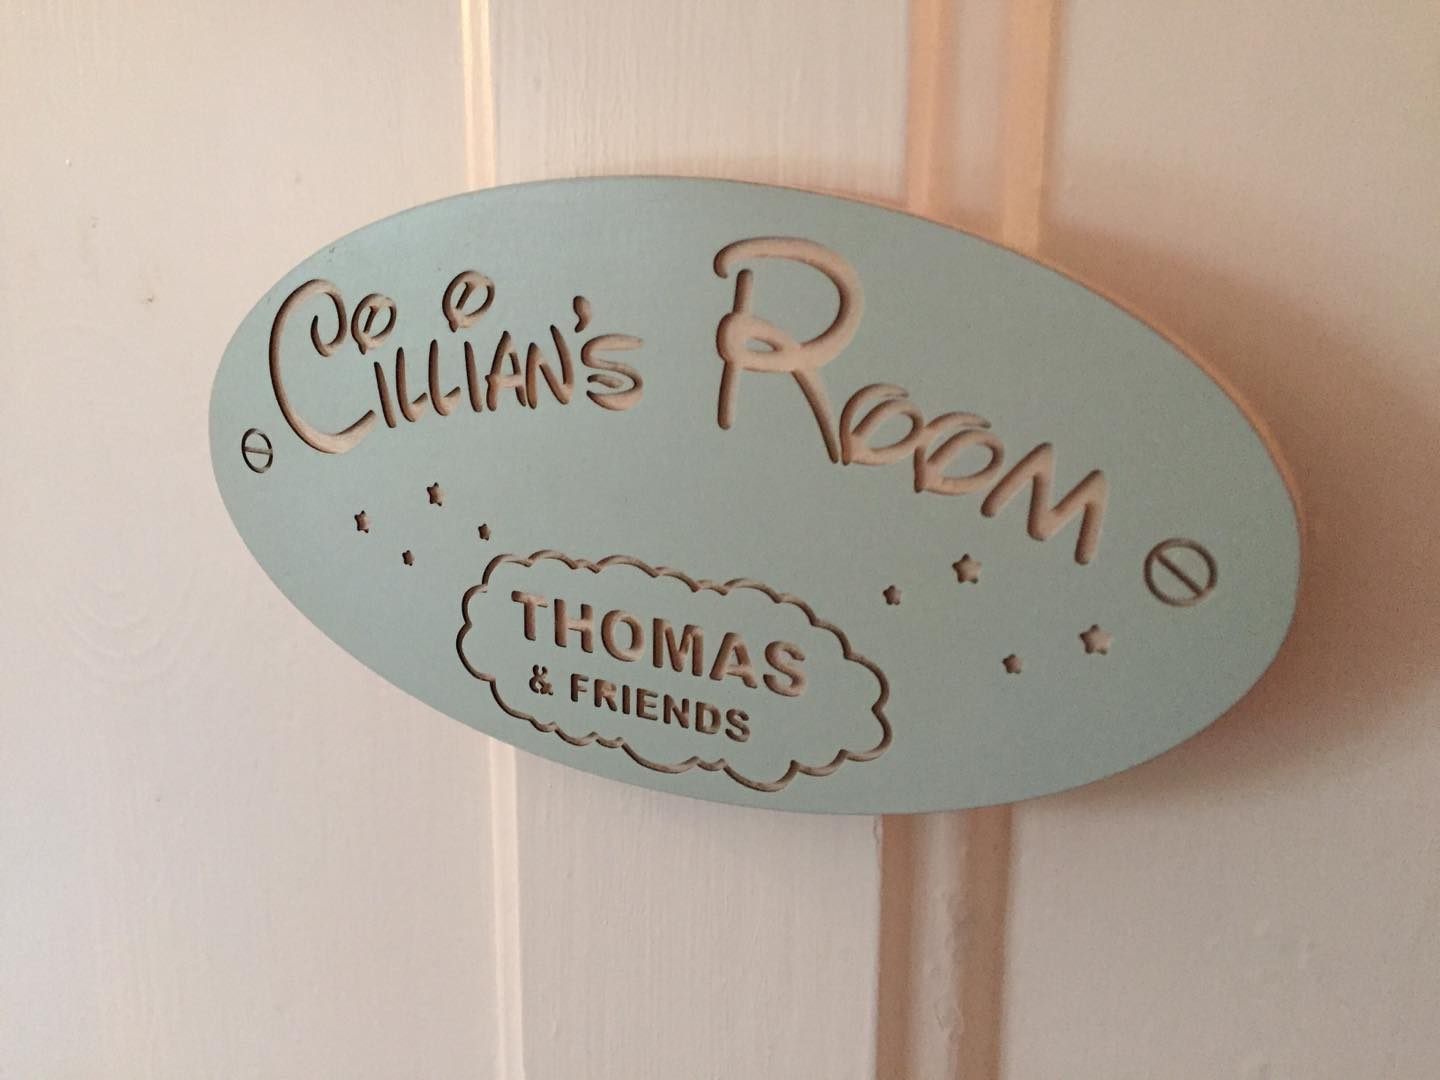 Cillian's Room
THOMAS
& FRIENDS